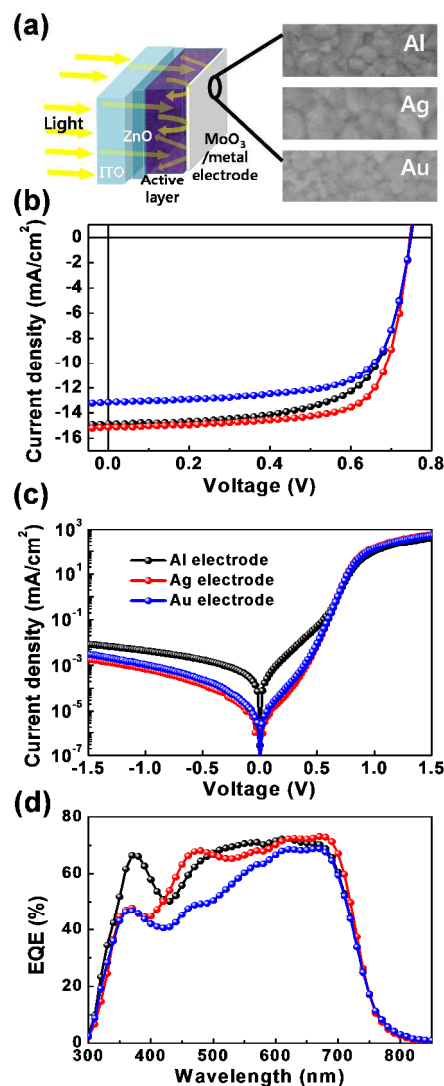 (a)
Light
ITO
ZnO
Active
layer
MoO3
/metal
electrode
Al
Ag
Au
(b)
Current density (mA/cm²)
0
-2
-4
-6
-8
-10
-12
-14
-16
0.0 0.2 0.4 0.6 0.8
Voltage (V)
(c)
Current density (mA/cm²)
10³
10¹
10⁻¹
10⁻³
10⁻⁵
10⁻⁷
Al electrode
Ag electrode
Au electrode
-1.5 -1.0 -0.5 0.0 0.5 1.0 1.5
Voltage (V)
(d)
EQE (%)
80
60
40
20
0
300 400 500 600 700 800
Wavelength (nm)